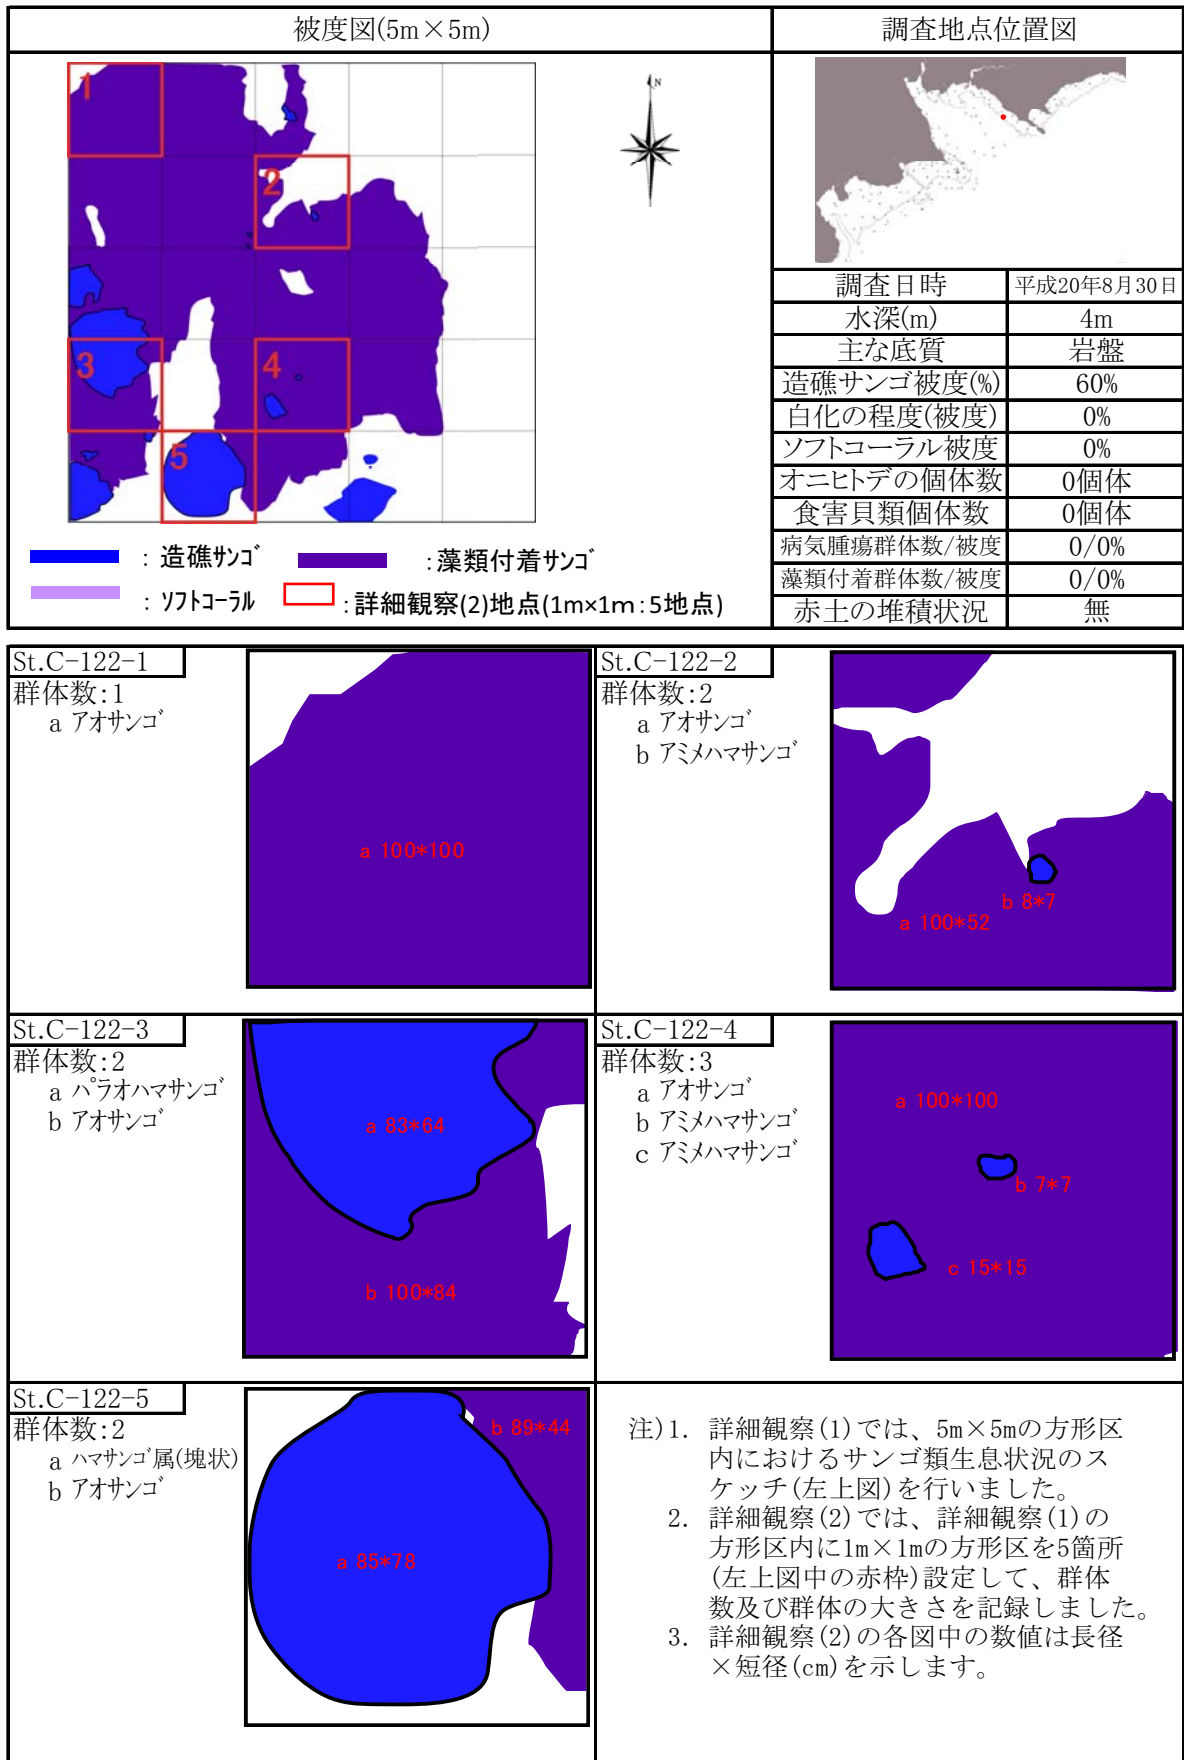 被度図(5m×5m)
調査地点位置図
1
2
3
4
5
N
：造礁サンゴ
：藻類付着サンゴ
：ソフトコーラル
：詳細観察(2)地点(1m×1m:5地点)
調査日時 平成20年8月30日
水深(m) 4m
主な底質 岩盤
造礁サンゴ被度(%) 60%
白化の程度(被度) 0%
ソフトコーラル被度 0%
オニヒトデの個体数 0個体
食害貝類個体数 0個体
病気腫瘍群体数/被度 0/0%
藻類付着群体数/被度 0/0%
赤土の堆積状況 無
St.C-122-1
群体数:1
a アオサンゴ
a 100*100
St.C-122-2
群体数:2
a アオサンゴ
b アミメハマサンゴ
b 8*7
a 100*52
St.C-122-3
群体数:2
a パラオハマサンゴ
b アオサンゴ
a 83*64
b 100*84
St.C-122-4
群体数:3
a アオサンゴ
b アミメハマサンゴ
c アミメハマサンゴ
a 100*100
b 7*7
c 15*15
St.C-122-5
群体数:2
a ハマサンゴ属(塊状)
b アオサンゴ
b 89*44
a 85*78
注)1. 詳細観察(1)では、5m×5mの方形区
内におけるサンゴ類生息状況のス
ケッチ(左上図)を行いました。
2. 詳細観察(2)では、詳細観察(1)の
方形区内に1m×1mの方形区を5箇所
(左上図中の赤枠)設定して、群体
数及び群体の大きさを記録しました。
3. 詳細観察(2)の各図中の数値は長径
×短径(cm)を示します。